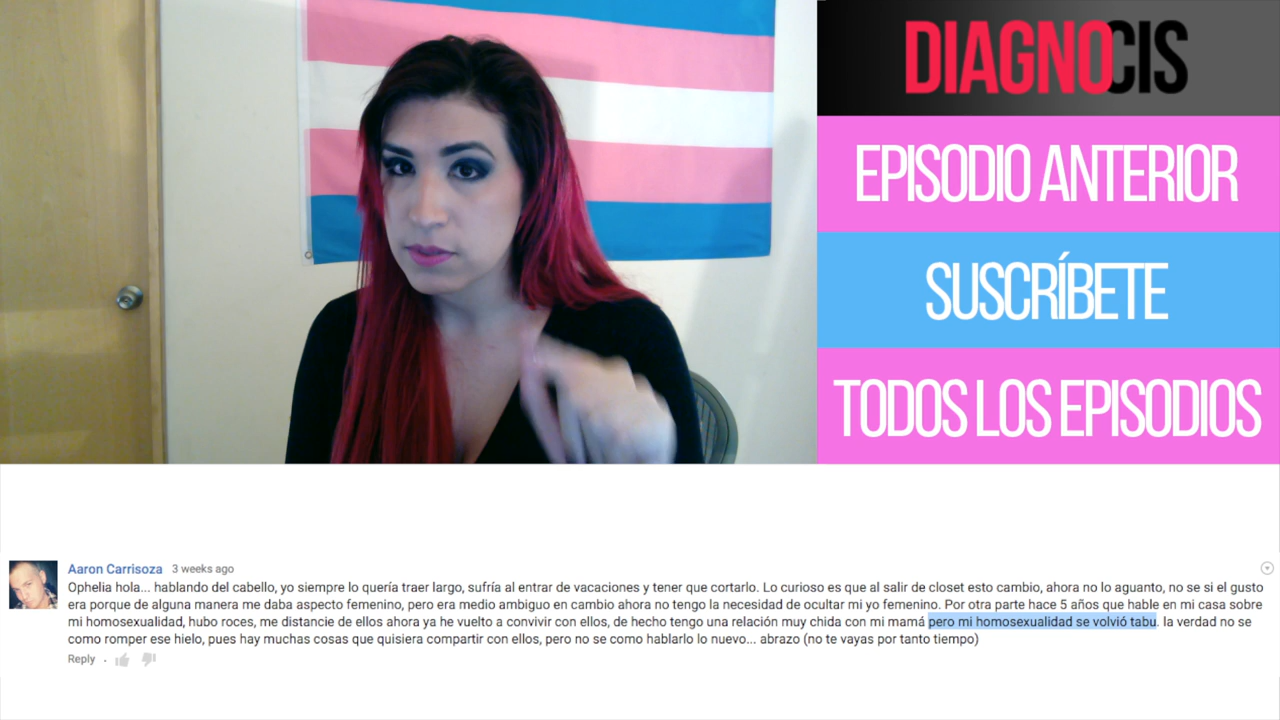 DIAGNOCIS
EPISODIO ANTERIOR
SUSCRÍBETE
TODOS LOS EPISODIOS
Aaron Carrisoza 3 weeks ago
Ophelia hola... hablando del cabello, yo siempre lo quería traer largo, sufría al entrar de vacaciones y tener que cortarlo. Lo curioso es que al salir de closet esto cambio, ahora no lo aguanto, no se si el gusto
era porque de alguna manera me daba aspecto femenino, pero era medio ambiguo en cambio ahora no tengo la necesidad de ocultar mi yo femenino. Por otra parte hace 5 años que hable en mi casa sobre
mi homosexualidad, hubo roces, me distancie de ellos ahora ya he vuelto a convivir con ellos, de hecho tengo una relación muy chida con mi mamá pero mi homosexualidad se volvió tabu. la verdad no se
como romper ese hielo, pues hay muchas cosas que quisiera compartir con ellos, pero no se como hablarlo lo nuevo... abrazo (no te vayas por tanto tiempo)
Reply .